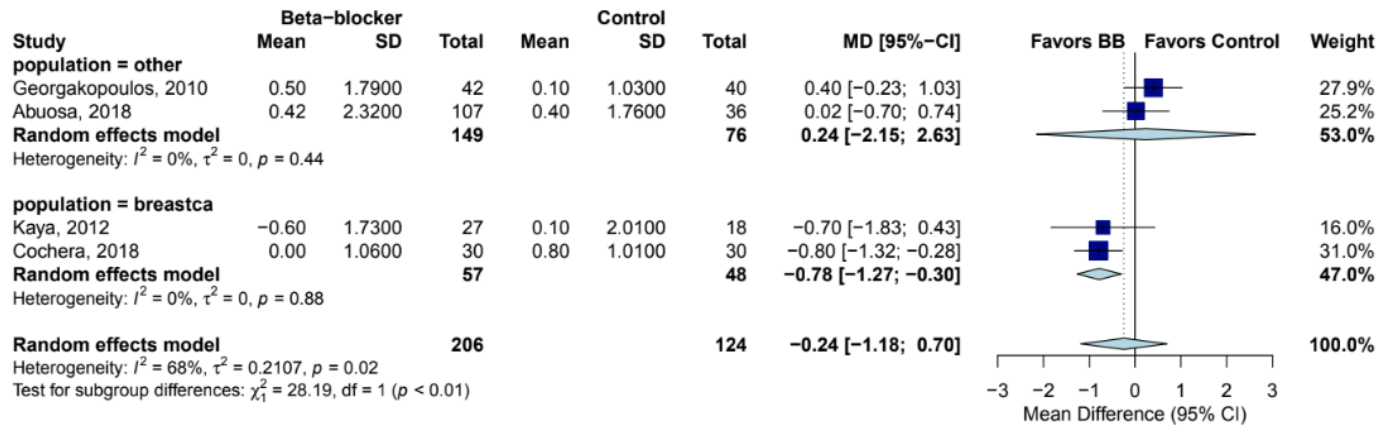 Beta−blocker Control
Study Mean SD Total Mean SD Total MD [95%−CI] Favors BB Favors Control Weight
population = other
Georgakopoulos, 2010 0.50 1.7900 42 0.10 1.0300 40 0.40 [−0.23; 1.03] 27.9%
Abuosa, 2018 0.42 2.3200 107 0.40 1.7600 36 0.02 [−0.70; 0.74] 25.2%
Random effects model 149 76 0.24 [−2.15; 2.63] 53.0%
Heterogeneity: I² = 0%, τ² = 0, p = 0.44
population = breastca
Kaya, 2012 −0.60 1.7300 27 0.10 2.0100 18 −0.70 [−1.83; 0.43] 16.0%
Cochera, 2018 0.00 1.0600 30 0.80 1.0100 30 −0.80 [−1.32; −0.28] 31.0%
Random effects model 57 48 −0.78 [−1.27; −0.30] 47.0%
Heterogeneity: I² = 0%, τ² = 0, p = 0.88
Random effects model 206 124 −0.24 [−1.18; 0.70] 100.0%
Heterogeneity: I² = 68%, τ² = 0.2107, p = 0.02
Test for subgroup differences: χ²₁ = 28.19, df = 1 (p < 0.01)
−3 −2 −1 0 1 2 3
Mean Difference (95% CI)